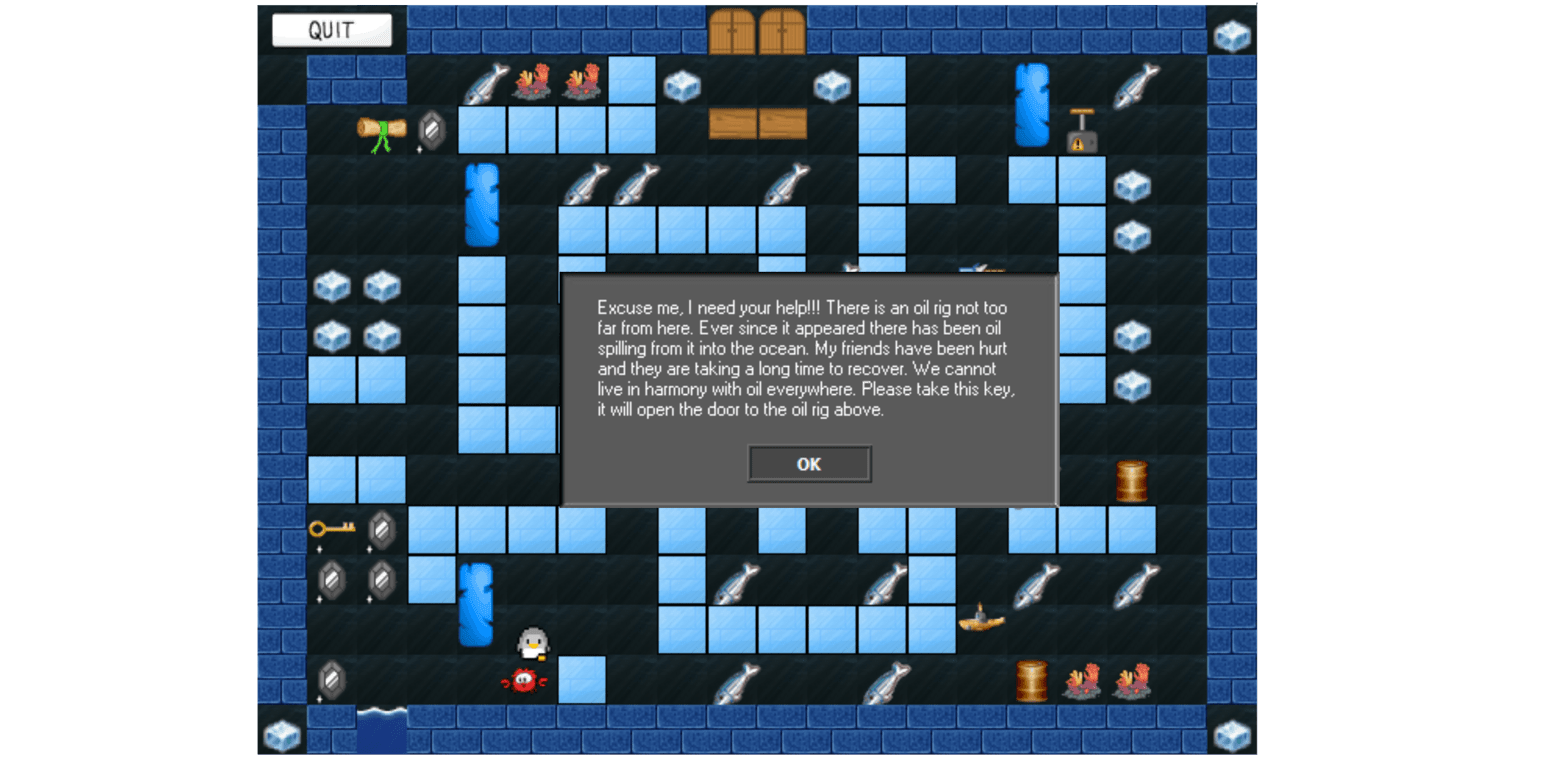 QUIT
Excuse me, I need your help!!! There is an oil rig not too
far from here. Ever since it appeared there has been oil
spilling from it into the ocean. My friends have been hurt
and they are taking a long time to recover. We cannot
live in harmony with oil everywhere. Please take this key,
it will open the door to the oil rig above.
OK